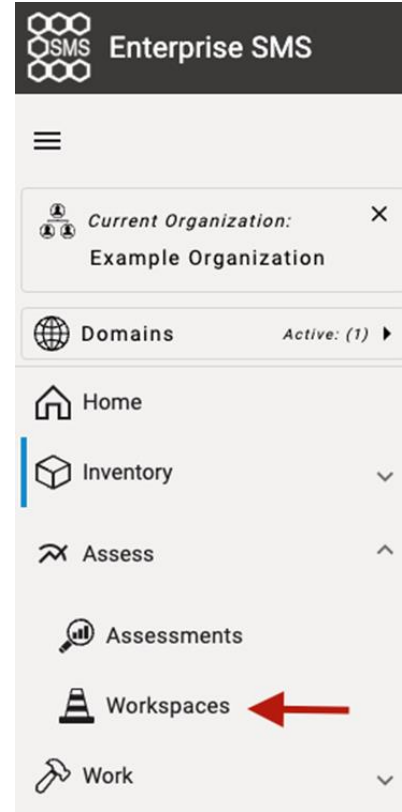 SMS
Enterprise SMS
Current Organization:
Example Organization
Domains Active: (1)
Home
Inventory
Assess
Assessments
Workspaces
Work